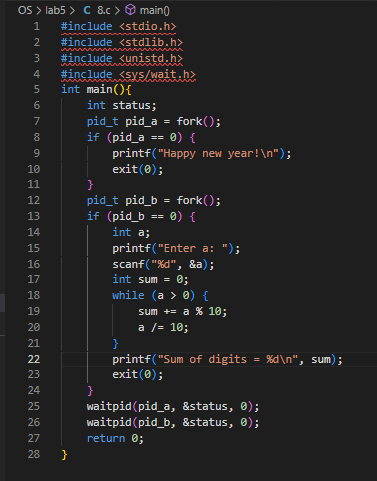 OS > lab5 > C 8.c > main()
1 #include <stdio.h>
2 #include <stdlib.h>
3 #include <unistd.h>
4 #include <sys/wait.h>
5 int main(){
6     int status;
7     pid_t pid_a = fork();
8     if (pid_a == 0) {
9         printf("Happy new year!\n");
10         exit(0);
11     }
12     pid_t pid_b = fork();
13     if (pid_b == 0) {
14         int a;
15         printf("Enter a: ");
16         scanf("%d", &a);
17         int sum = 0;
18         while (a > 0) {
19             sum += a % 10;
20             a /= 10;
21         }
22         printf("Sum of digits = %d\n", sum);
23         exit(0);
24     }
25     waitpid(pid_a, &status, 0);
26     waitpid(pid_b, &status, 0);
27     return 0;
28 }